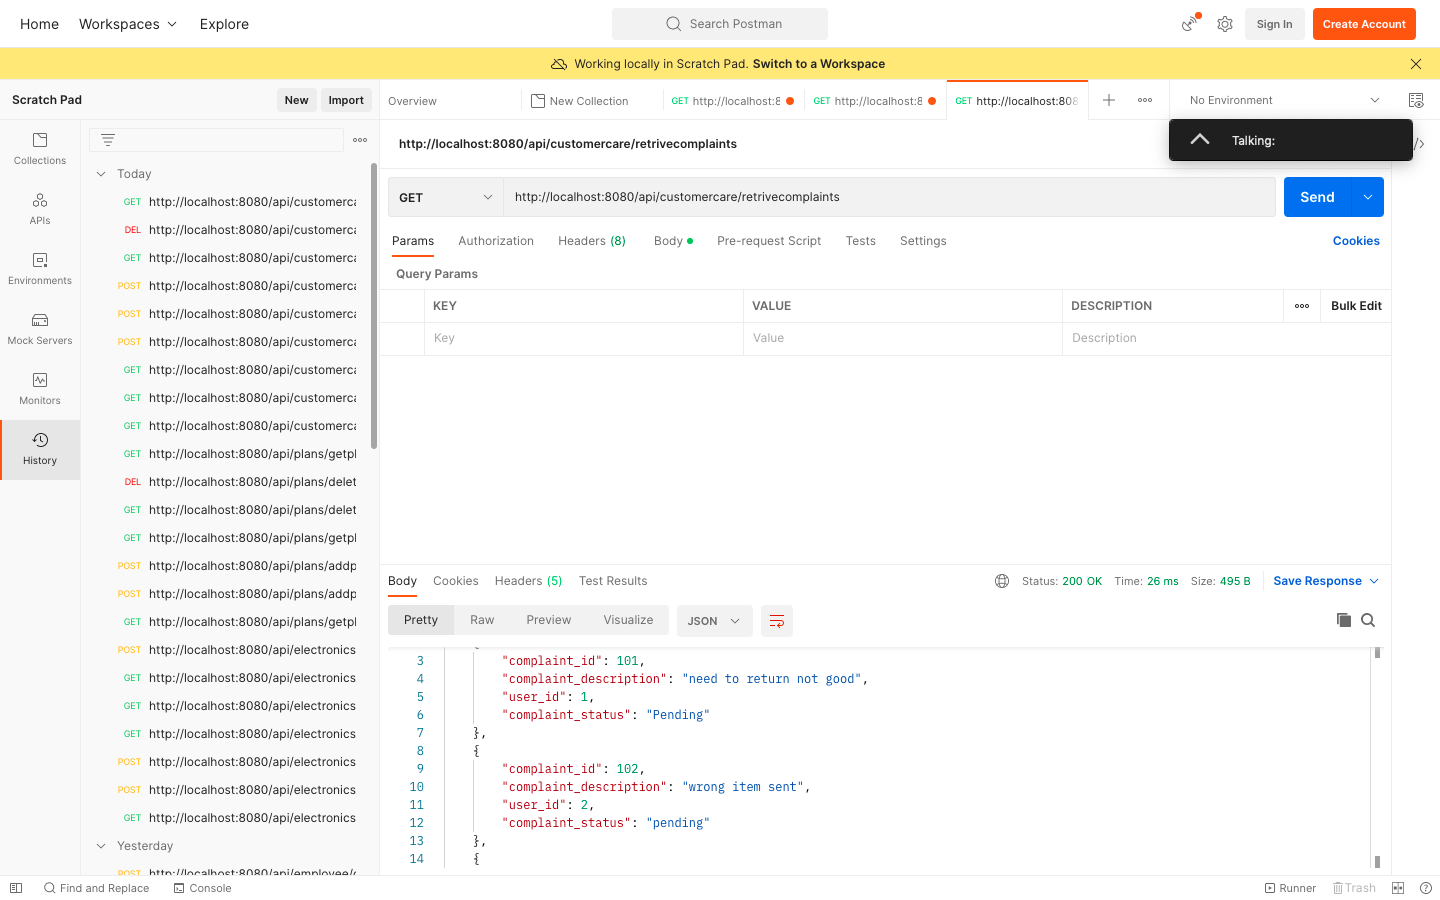 Home Workspaces Explore Search Postman Sign In Create Account
Working locally in Scratch Pad. Switch to a Workspace
Scratch Pad New Import Overview New Collection GET http://localhost:8 GET http://localhost:8 GET http://localhost:808 No Environment
Talking:
http://localhost:8080/api/customercare/retrivecomplaints
GET http://localhost:8080/api/customercare/retrivecomplaints Send
Params Authorization Headers (8) Body Pre-request Script Tests Settings Cookies
Query Params
KEY VALUE DESCRIPTION Bulk Edit
Key Value Description
Collections
APIs
Environments
Mock Servers
Monitors
History
Today
GET http://localhost:8080/api/customerca
DEL http://localhost:8080/api/customerca
GET http://localhost:8080/api/customerca
POST http://localhost:8080/api/customerca
POST http://localhost:8080/api/customerca
POST http://localhost:8080/api/customerca
GET http://localhost:8080/api/customerca
GET http://localhost:8080/api/customerca
GET http://localhost:8080/api/customerca
GET http://localhost:8080/api/plans/getpl
DEL http://localhost:8080/api/plans/delet
GET http://localhost:8080/api/plans/delet
GET http://localhost:8080/api/plans/getpl
POST http://localhost:8080/api/plans/addp
POST http://localhost:8080/api/plans/addp
GET http://localhost:8080/api/plans/getpl
POST http://localhost:8080/api/electronics
GET http://localhost:8080/api/electronics
GET http://localhost:8080/api/electronics
GET http://localhost:8080/api/electronics
POST http://localhost:8080/api/electronics
POST http://localhost:8080/api/electronics
GET http://localhost:8080/api/electronics
Yesterday
POST http://localhost:8080/api/employee/
Body Cookies Headers (5) Test Results Status: 200 OK Time: 26 ms Size: 495 B Save Response
Pretty Raw Preview Visualize JSON
3 "complaint_id": 101,
4 "complaint_description": "need to return not good",
5 "user_id": 1,
6 "complaint_status": "Pending"
7 },
8 {
9 "complaint_id": 102,
10 "complaint_description": "wrong item sent",
11 "user_id": 2,
12 "complaint_status": "pending"
13 },
14 {
Find and Replace Console Runner Trash